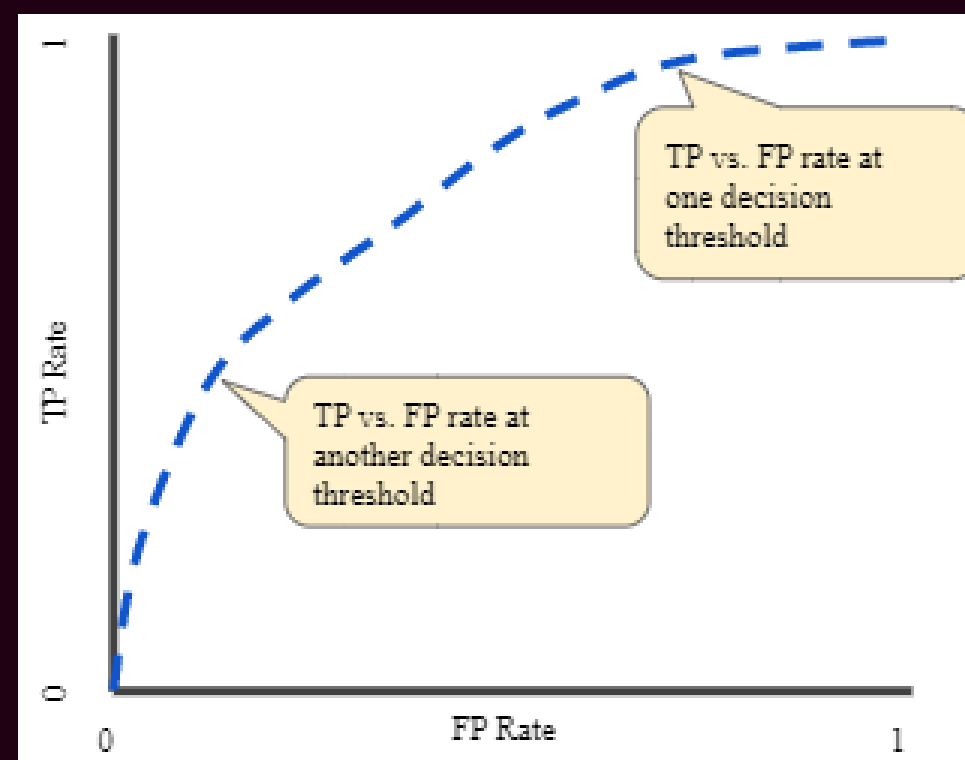 1
TP vs. FP rate at
one decision
threshold
TP Rate
TP vs. FP rate at
another decision
threshold
0
0
FP Rate
1